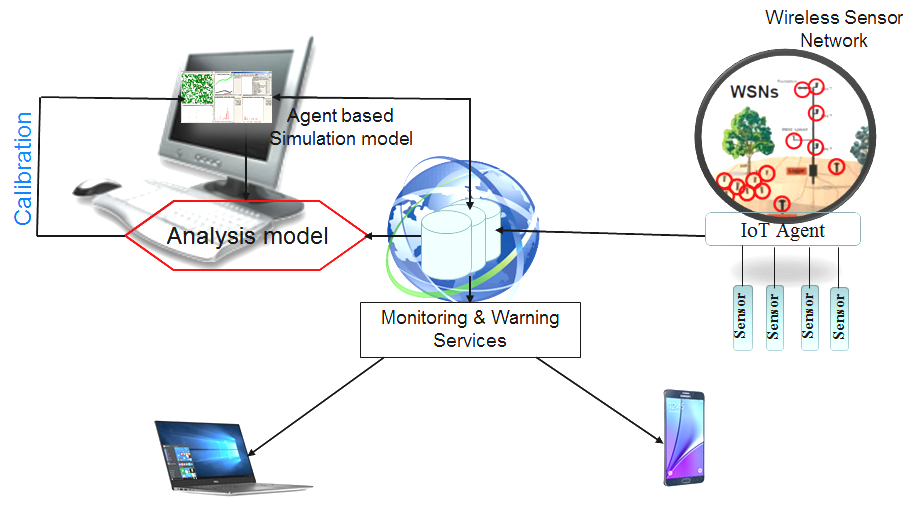 Wireless Sensor
Network
WSNs
Agent based
Simulation model
Calibration
Analysis model
IoT Agent
Sensor
Sensor
Sensor
Sensor
Monitoring & Warning
Services